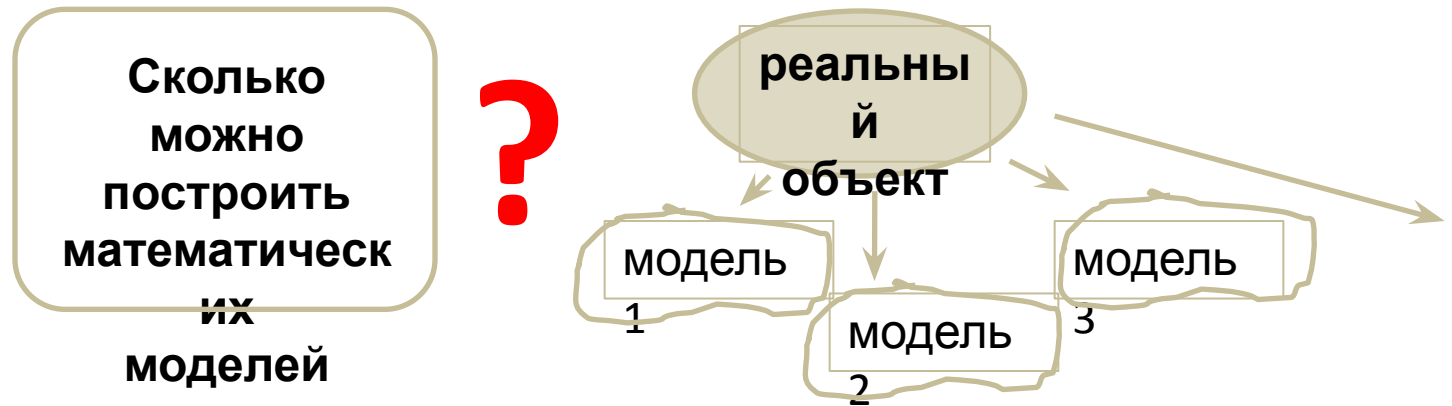 Сколько
можно
построить
математическ
их
моделей
?
реальны
й
объект
модель
1
модель
2
модель
3